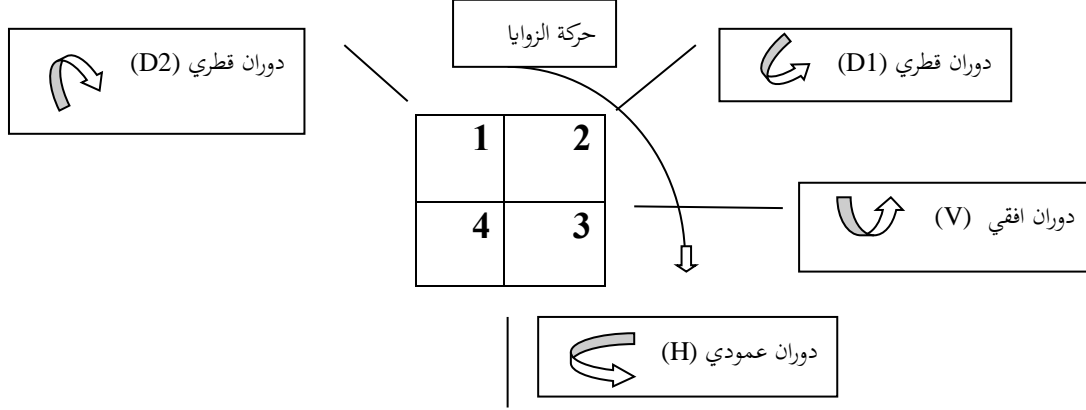 حركة الزوايا
دوران قطري (D2)
دوران قطري (D1)
1 2
4 3
دوران افقي (V)
دوران عمودي (H)